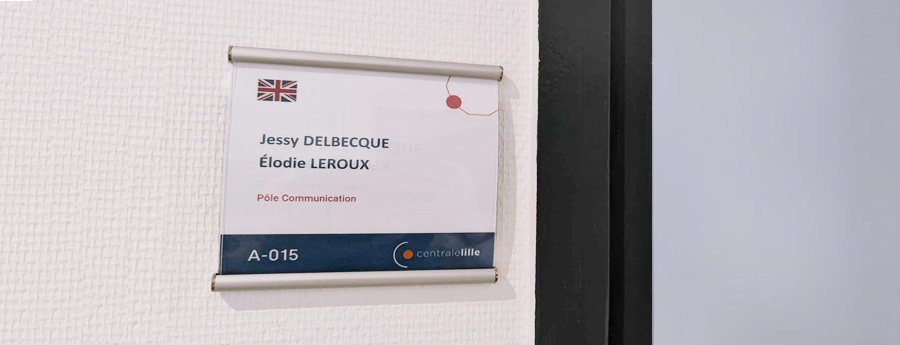 Jessy DELBECQUE
Élodie LEROUX
Pôle Communication
A-015
centralelille